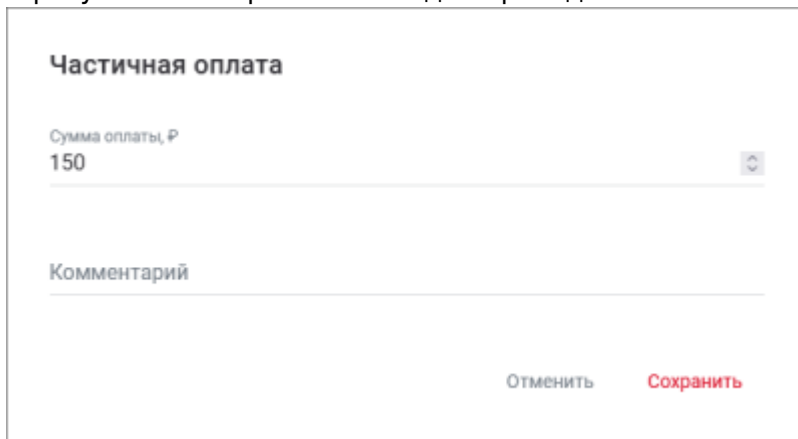 Частичная оплата
Сумма оплаты, ₽
150
Комментарий
Отменить Сохранить